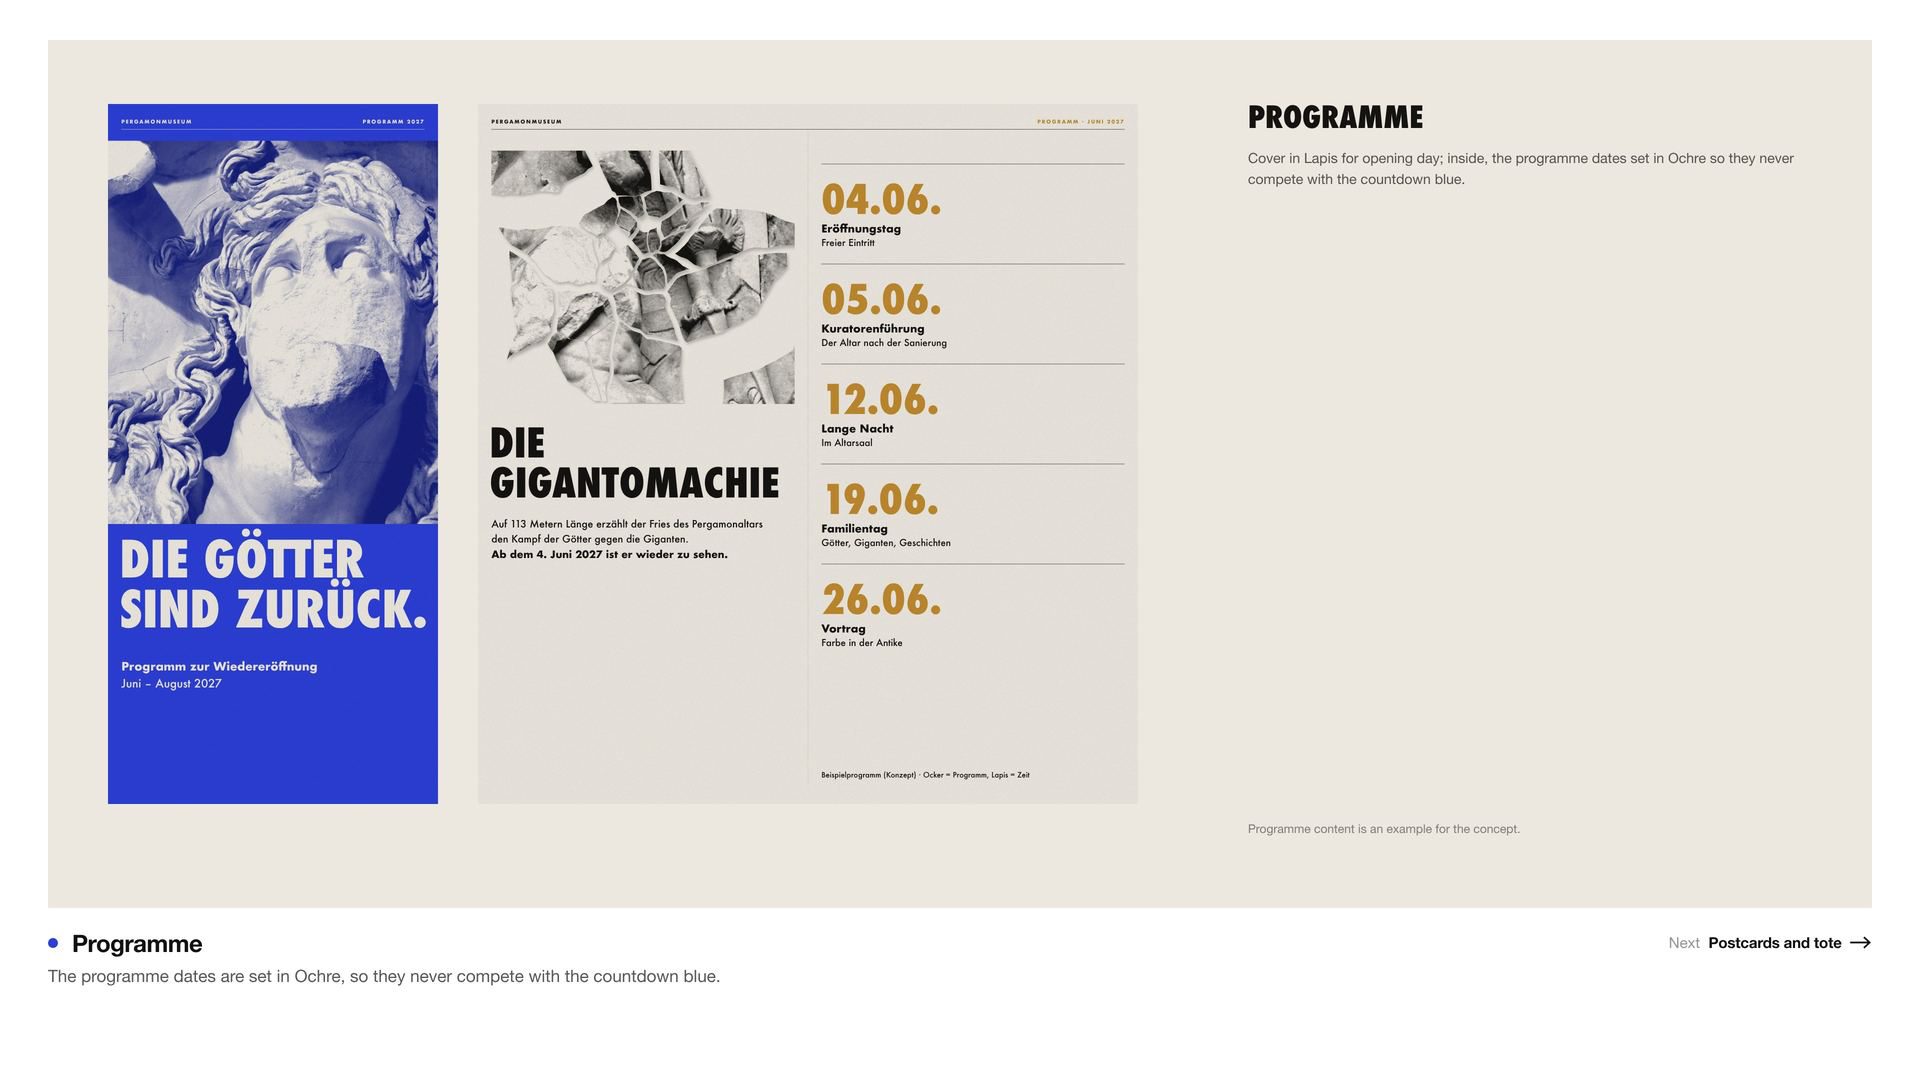 PERGAMONMUSEUM PROGRAMM 2027
DIE GÖTTER
SIND ZURÜCK.
Programm zur Wiedereröffnung
Juni – August 2027
PERGAMONMUSEUM PROGRAMM · JUNI 2027
DIE
GIGANTOMACHIE
Auf 113 Metern Länge erzählt der Fries des Pergamonaltars
den Kampf der Götter gegen die Giganten.
Ab dem 4. Juni 2027 ist er wieder zu sehen.
04.06.
Eröffnungstag
Freier Eintritt
05.06.
Kuratorenführung
Der Altar nach der Sanierung
12.06.
Lange Nacht
Im Altarsaal
19.06.
Familientag
Götter, Giganten, Geschichten
26.06.
Vortrag
Farbe in der Antike
Beispielprogramm (Konzept) · Ocker = Programm, Lapis = Zeit
PROGRAMME
Cover in Lapis for opening day; inside, the programme dates set in Ochre so they never
compete with the countdown blue.
Programme content is an example for the concept.
Programme
The programme dates are set in Ochre, so they never compete with the countdown blue.
Next Postcards and tote →